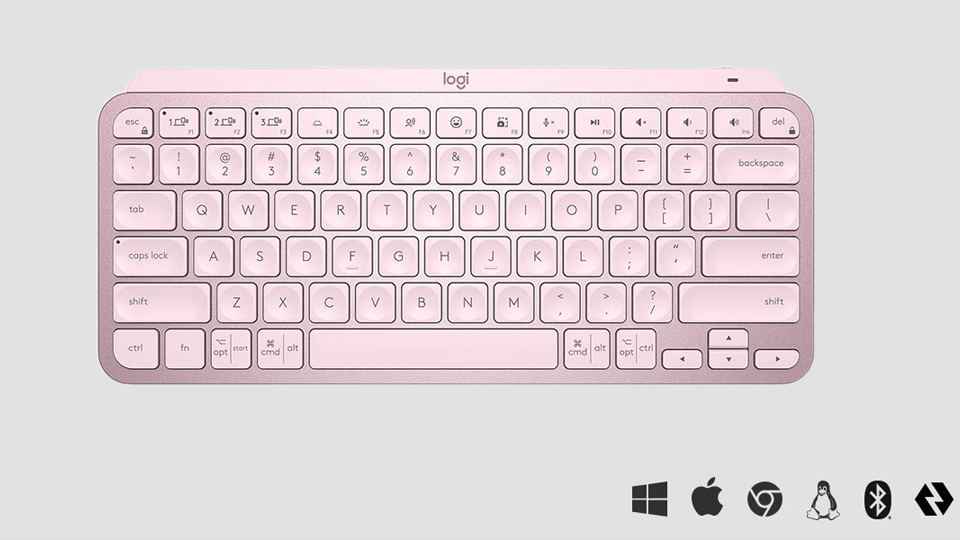 logi
esc 1 F1 2 F2 3 F3 F4 F5 F6 F7 F8 F9 F10 F11 F12 ins del
~ ` ! 1 @ 2 # 3 $ 4 % 5 ^ 6 & 7 * 8 ( 9 ) 0 _ - + = backspace
tab Q W E R T Y U I O P { [ } ] | \
caps lock A S D F G H J K L : ; " ' enter
shift Z X C V B N M < , > . ? / shift
ctrl fn ⌥ opt start ⌘ cmd alt ⌘ cmd alt ⌥ opt ctrl